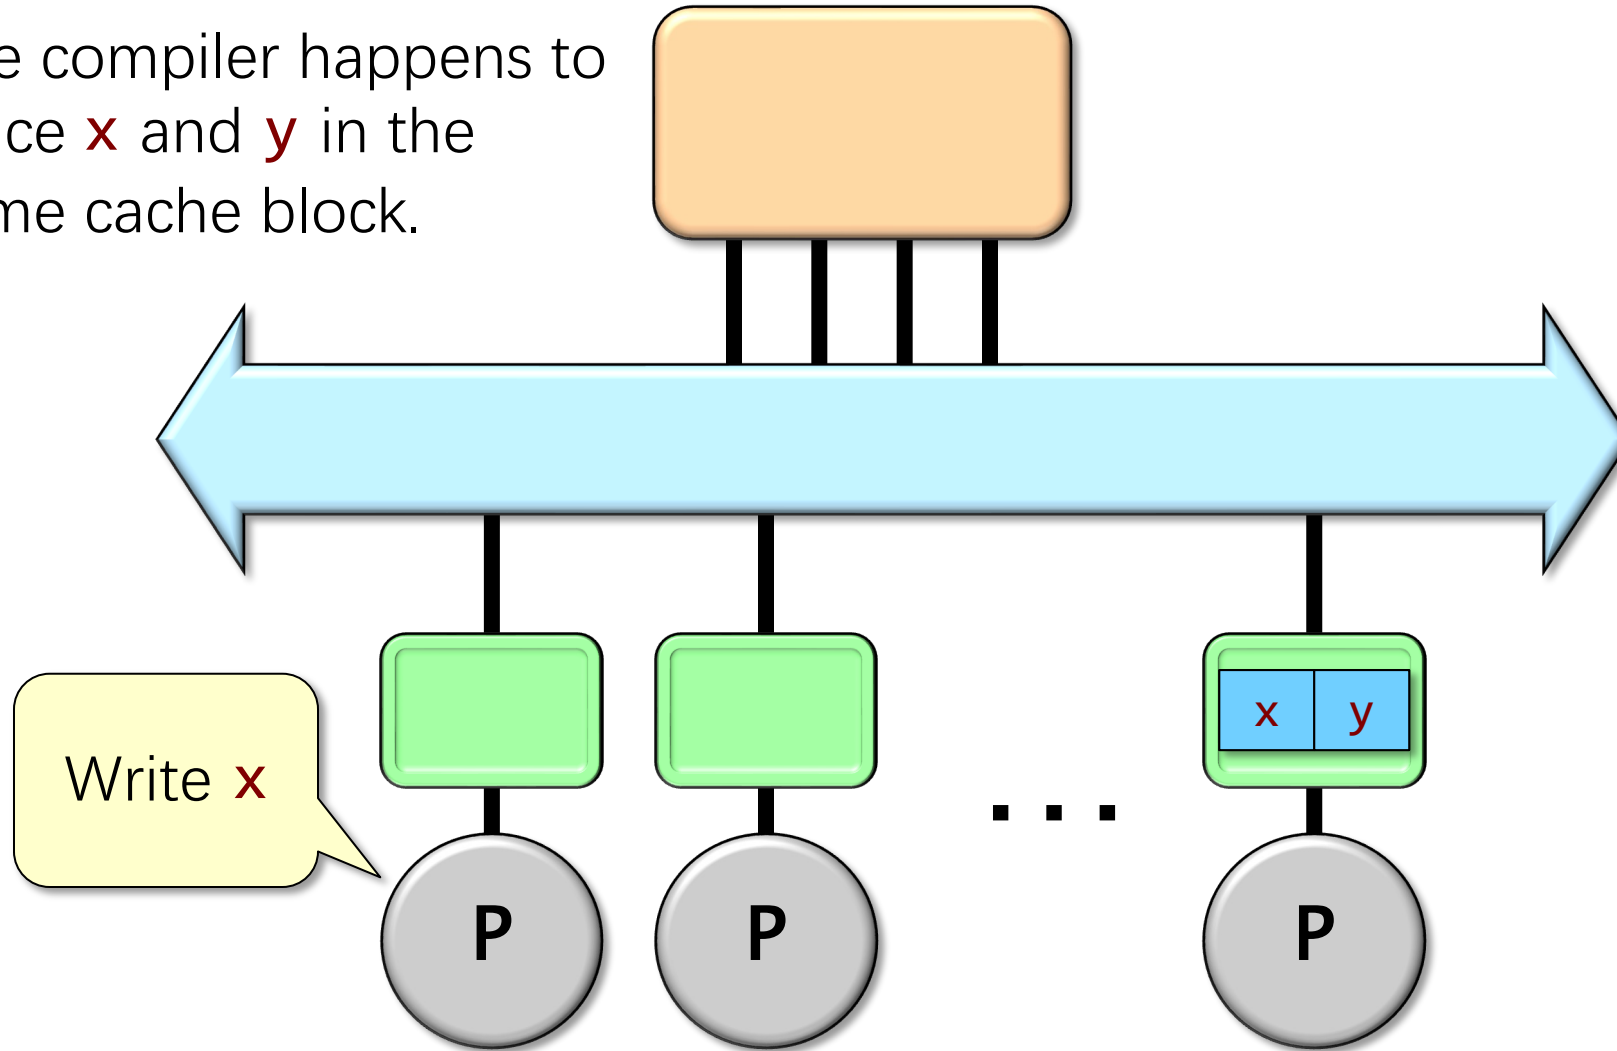 e compiler happens to
ce x and y in the
me cache block.
x y
Write x
. . .
P P P